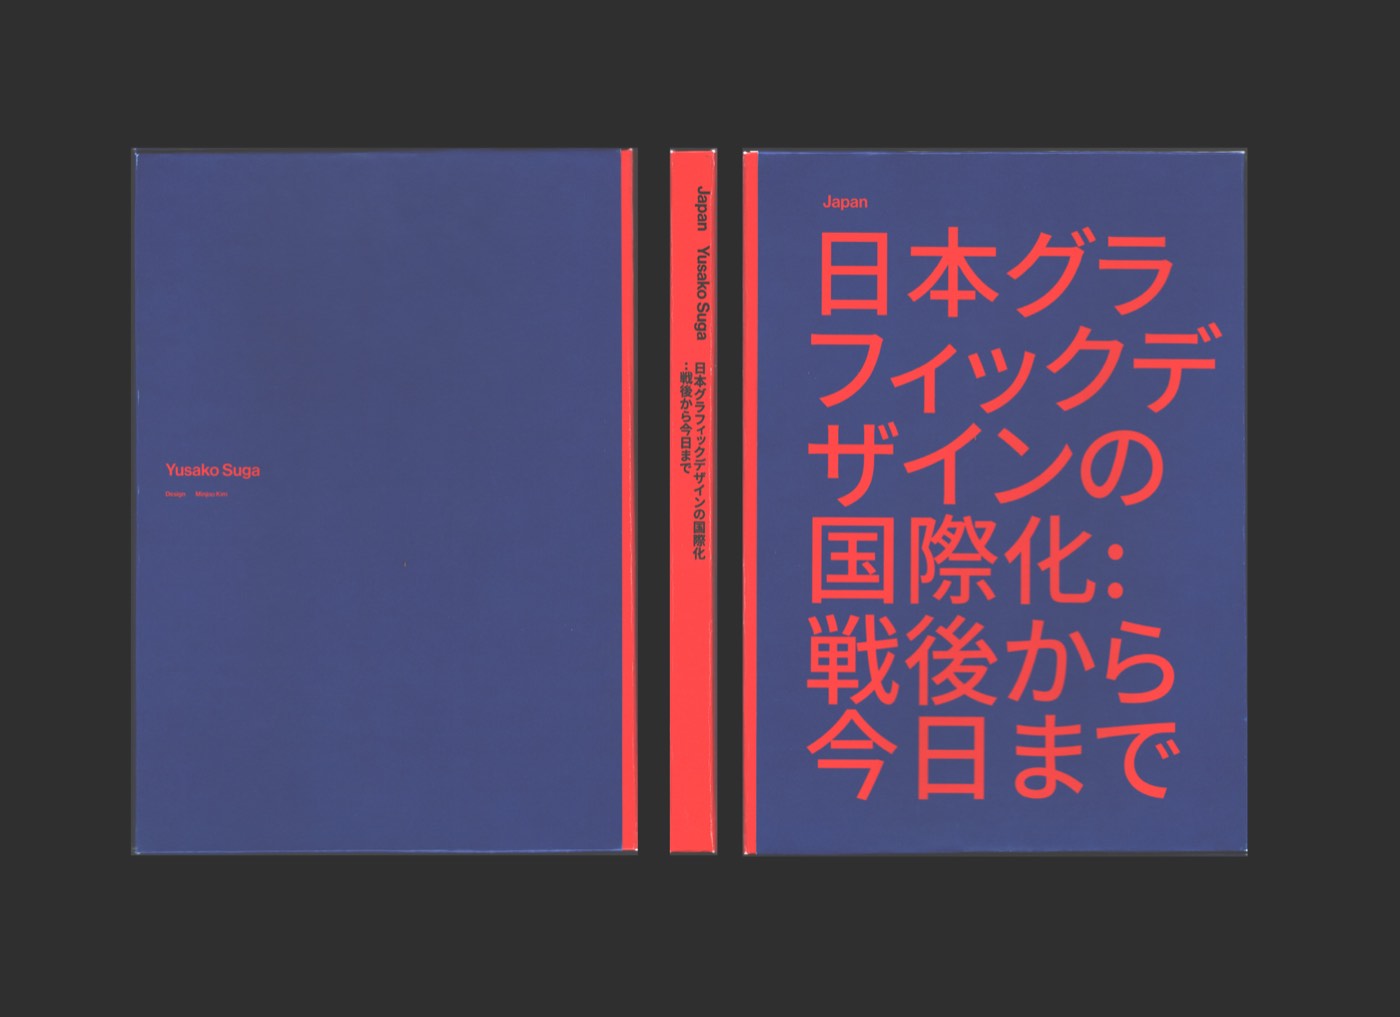 Yusako Suga
Design Minjoo Kim
Japan Yusako Suga 日本グラフィックデザインの国際化
:戦後から今日まで
Japan
日本グラ
フィックデ
ザインの
国際化:
戦後から
今日まで